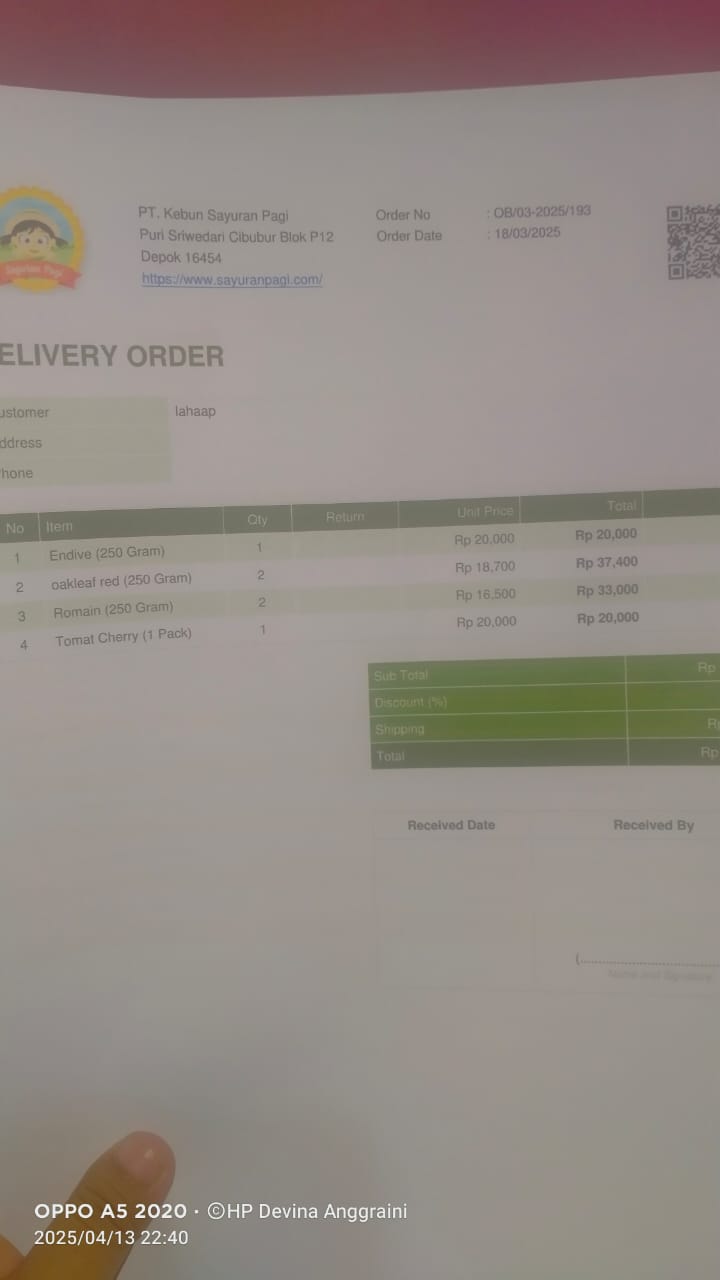 Sayuran Pagi
PT. Kebun Sayuran Pagi
Puri Sriwedari Cibubur Blok P12
Depok 16454
https://www.sayuranpagi.com/
Order No : OB/03-2025/193
Order Date : 18/03/2025
ELIVERY ORDER
ustomer lahaap
ddress
hone
No Item Qty Return Unit Price Total
1 Endive (250 Gram) 1 Rp 20,000 Rp 20,000
2 oakleaf red (250 Gram) 2 Rp 18,700 Rp 37,400
3 Romain (250 Gram) 2 Rp 16,500 Rp 33,000
4 Tomat Cherry (1 Pack) 1 Rp 20,000 Rp 20,000
Sub Total Rp
Discount (%)
Shipping R
Total Rp
Received Date Received By
(....................................
Name and Signature
OPPO A5 2020 · ©HP Devina Anggraini
2025/04/13 22:40